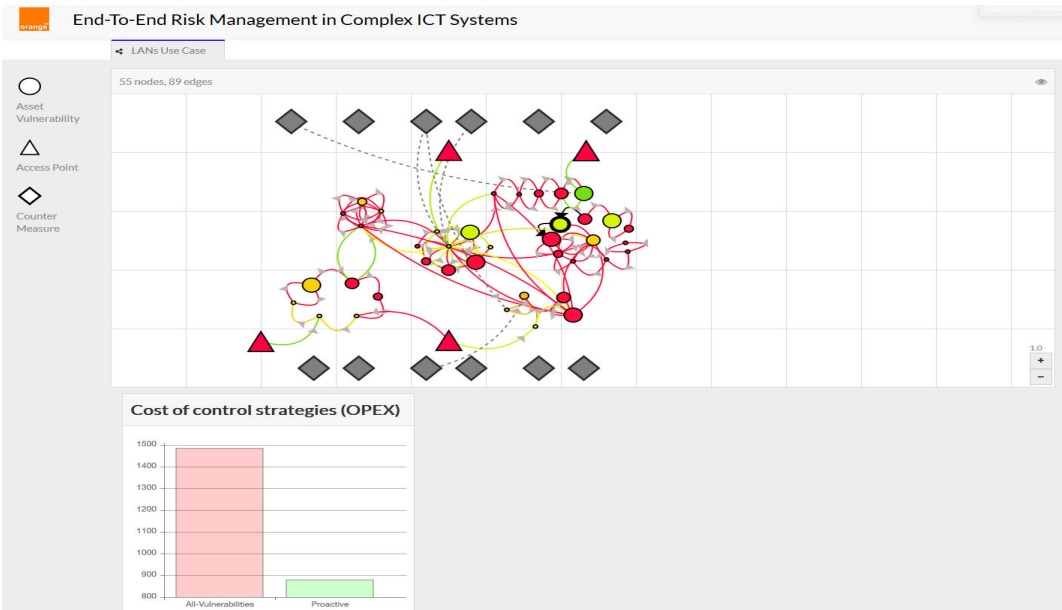 orange
End-To-End Risk Management in Complex ICT Systems
LANs Use Case
55 nodes, 89 edges
Asset
Vulnerability
Access Point
Counter
Measure
1.0
+
−
Cost of control strategies (OPEX)
1500
1400
1300
1200
1100
1000
900
800
All-Vulnerabilities
Proactive